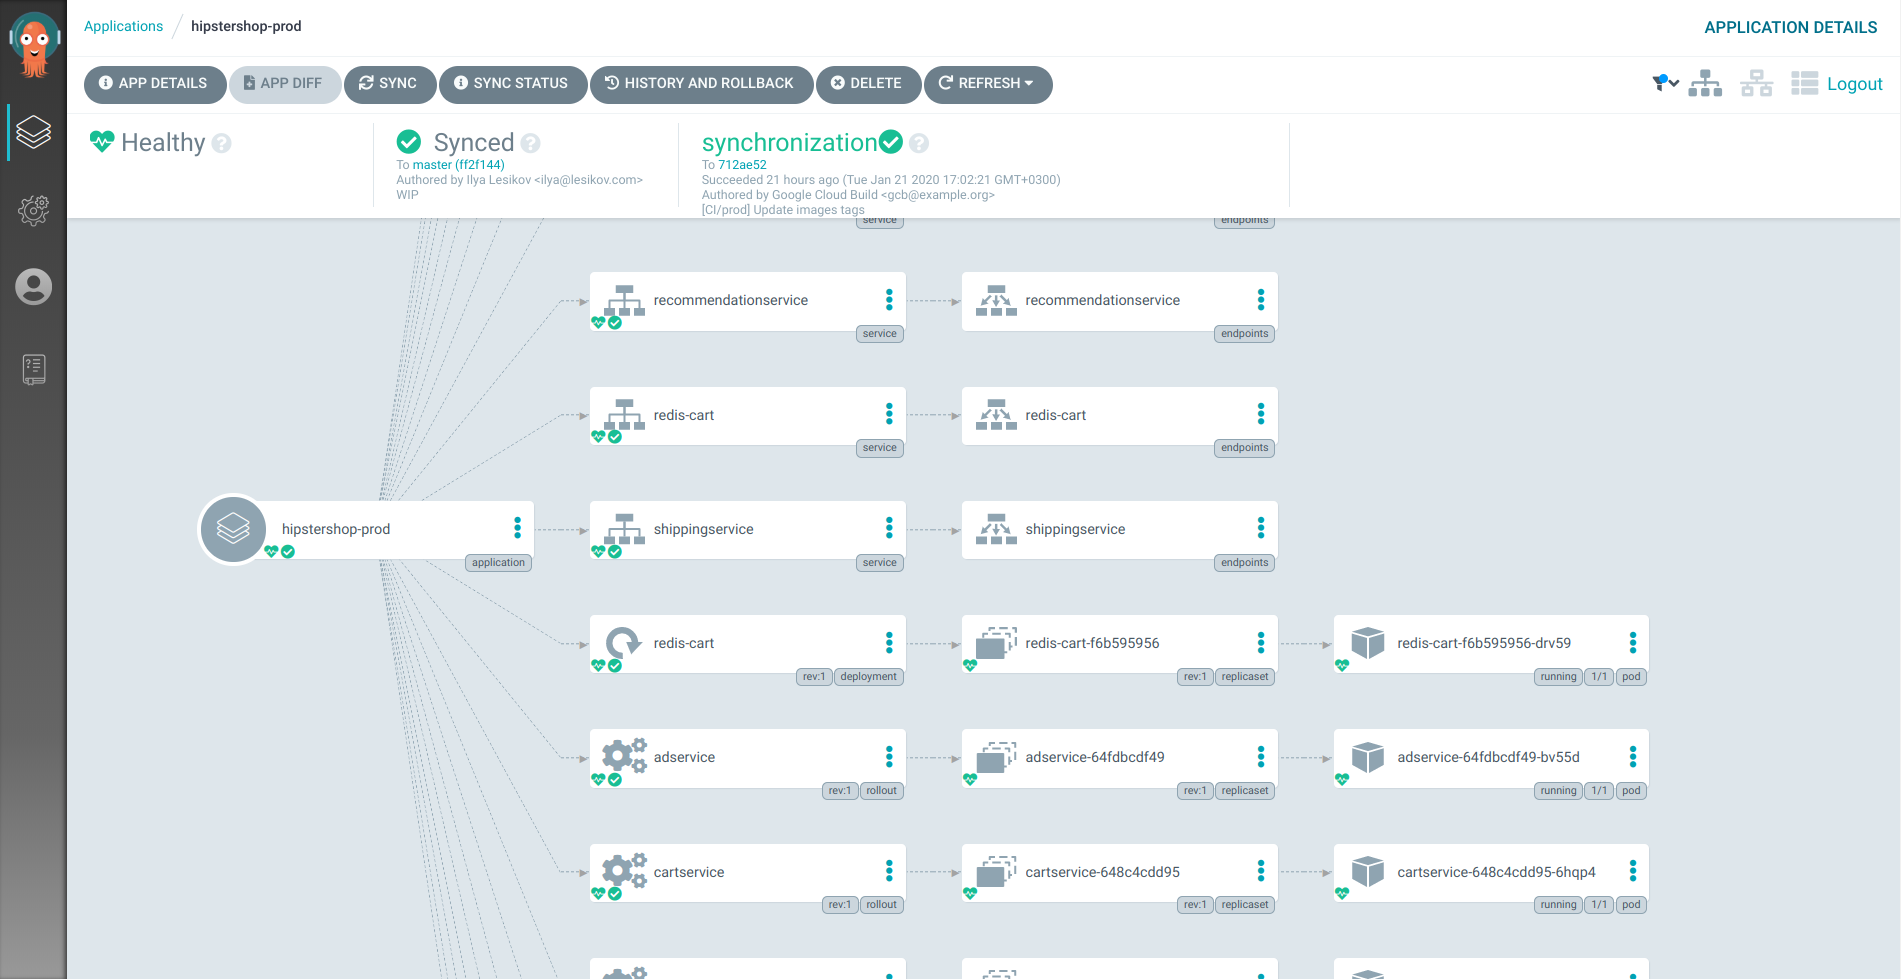 Applications / hipstershop-prod
APPLICATION DETAILS
APP DETAILS
APP DIFF
SYNC
SYNC STATUS
HISTORY AND ROLLBACK
DELETE
REFRESH
Logout
Healthy
Synced
To master (ff2f144)
Authored by Ilya Lesikov <ilya@lesikov.com>
WIP
synchronization
To 712ae52
Succeeded 21 hours ago (Tue Jan 21 2020 17:02:21 GMT+0300)
Authored by Google Cloud Build <gcb@example.org>
[CI/prod] Update images tags
service
endpoints
recommendationservice
service
recommendationservice
endpoints
redis-cart
service
redis-cart
endpoints
hipstershop-prod
application
shippingservice
service
shippingservice
endpoints
redis-cart
rev:1 deployment
redis-cart-f6b595956
rev:1 replicaset
redis-cart-f6b595956-drv59
running 1/1 pod
adservice
rev:1 rollout
adservice-64fdbcdf49
rev:1 replicaset
adservice-64fdbcdf49-bv55d
running 1/1 pod
cartservice
rev:1 rollout
cartservice-648c4cdd95
rev:1 replicaset
cartservice-648c4cdd95-6hqp4
running 1/1 pod